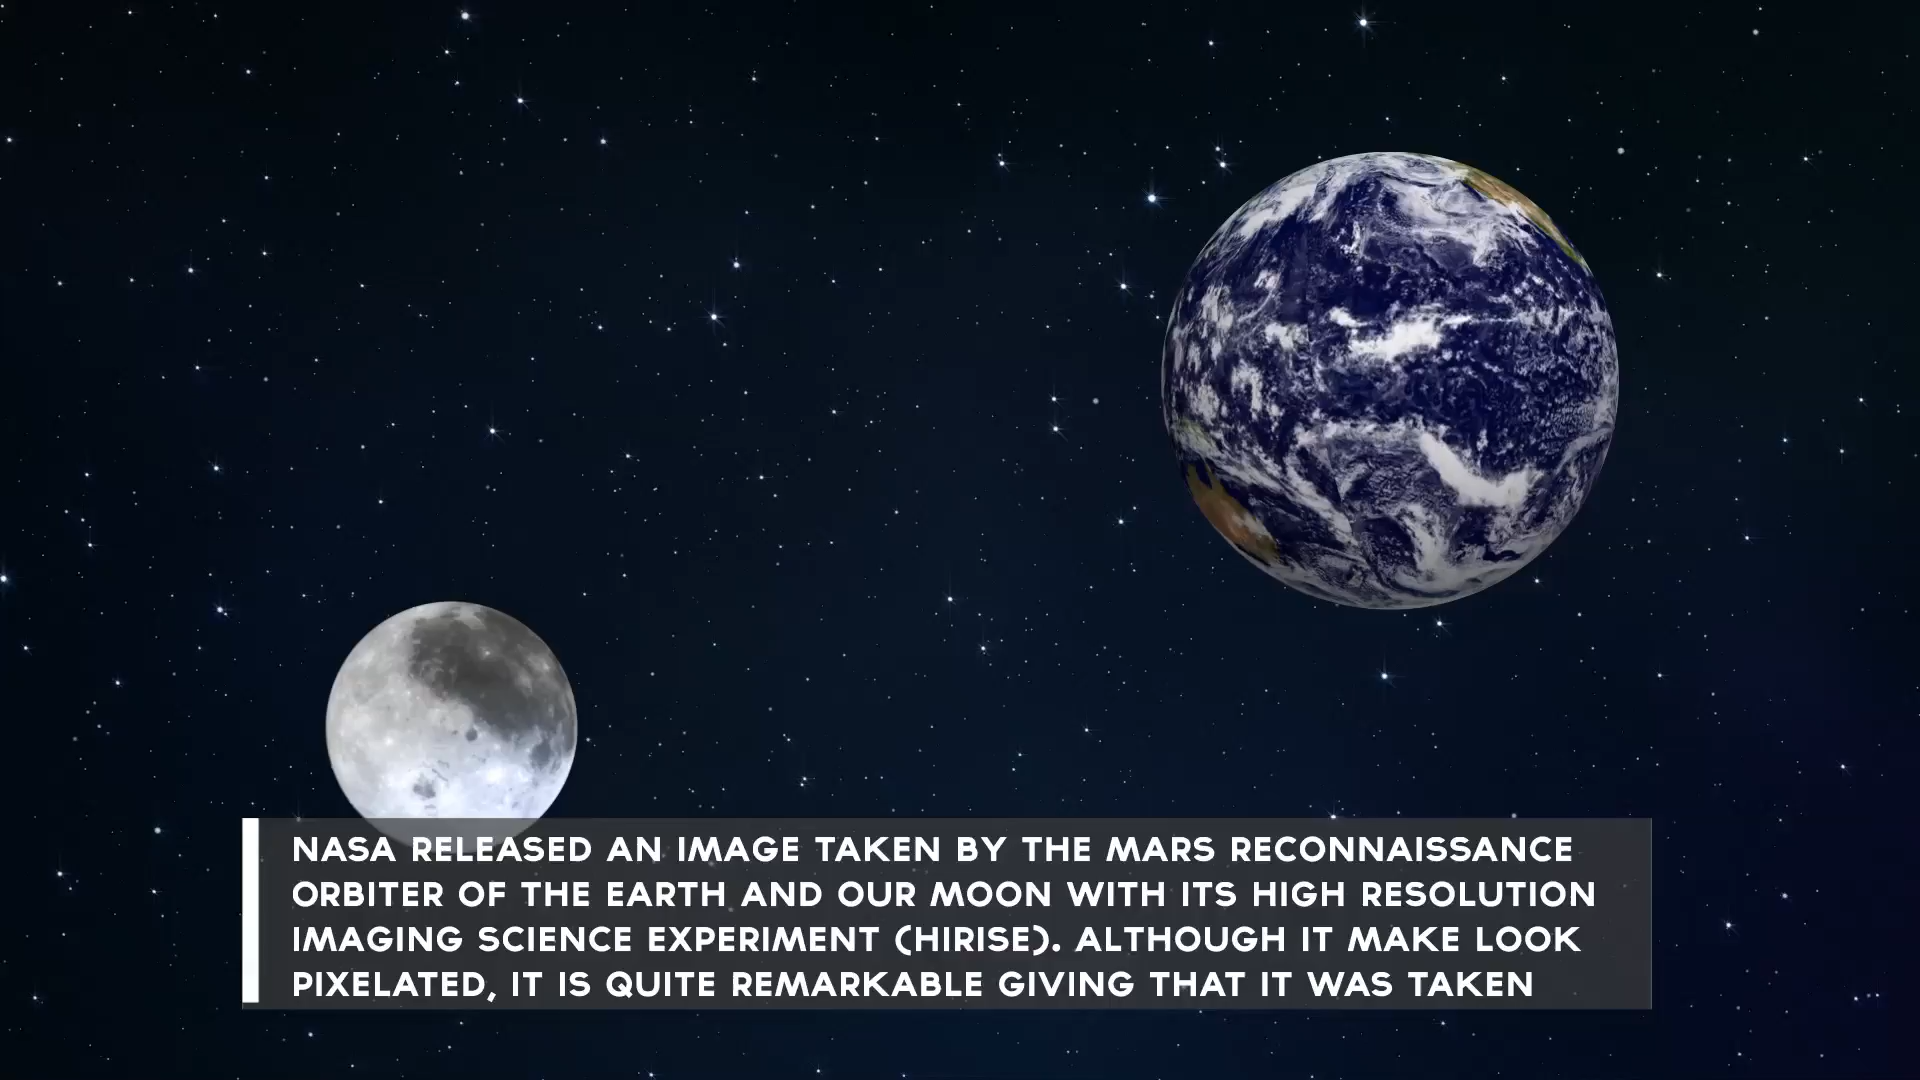 NASA RELEASED AN IMAGE TAKEN BY THE MARS RECONNAISSANCE
ORBITER OF THE EARTH AND OUR MOON WITH ITS HIGH RESOLUTION
IMAGING SCIENCE EXPERIMENT (HIRISE). ALTHOUGH IT MAKE LOOK
PIXELATED, IT IS QUITE REMARKABLE GIVING THAT IT WAS TAKEN